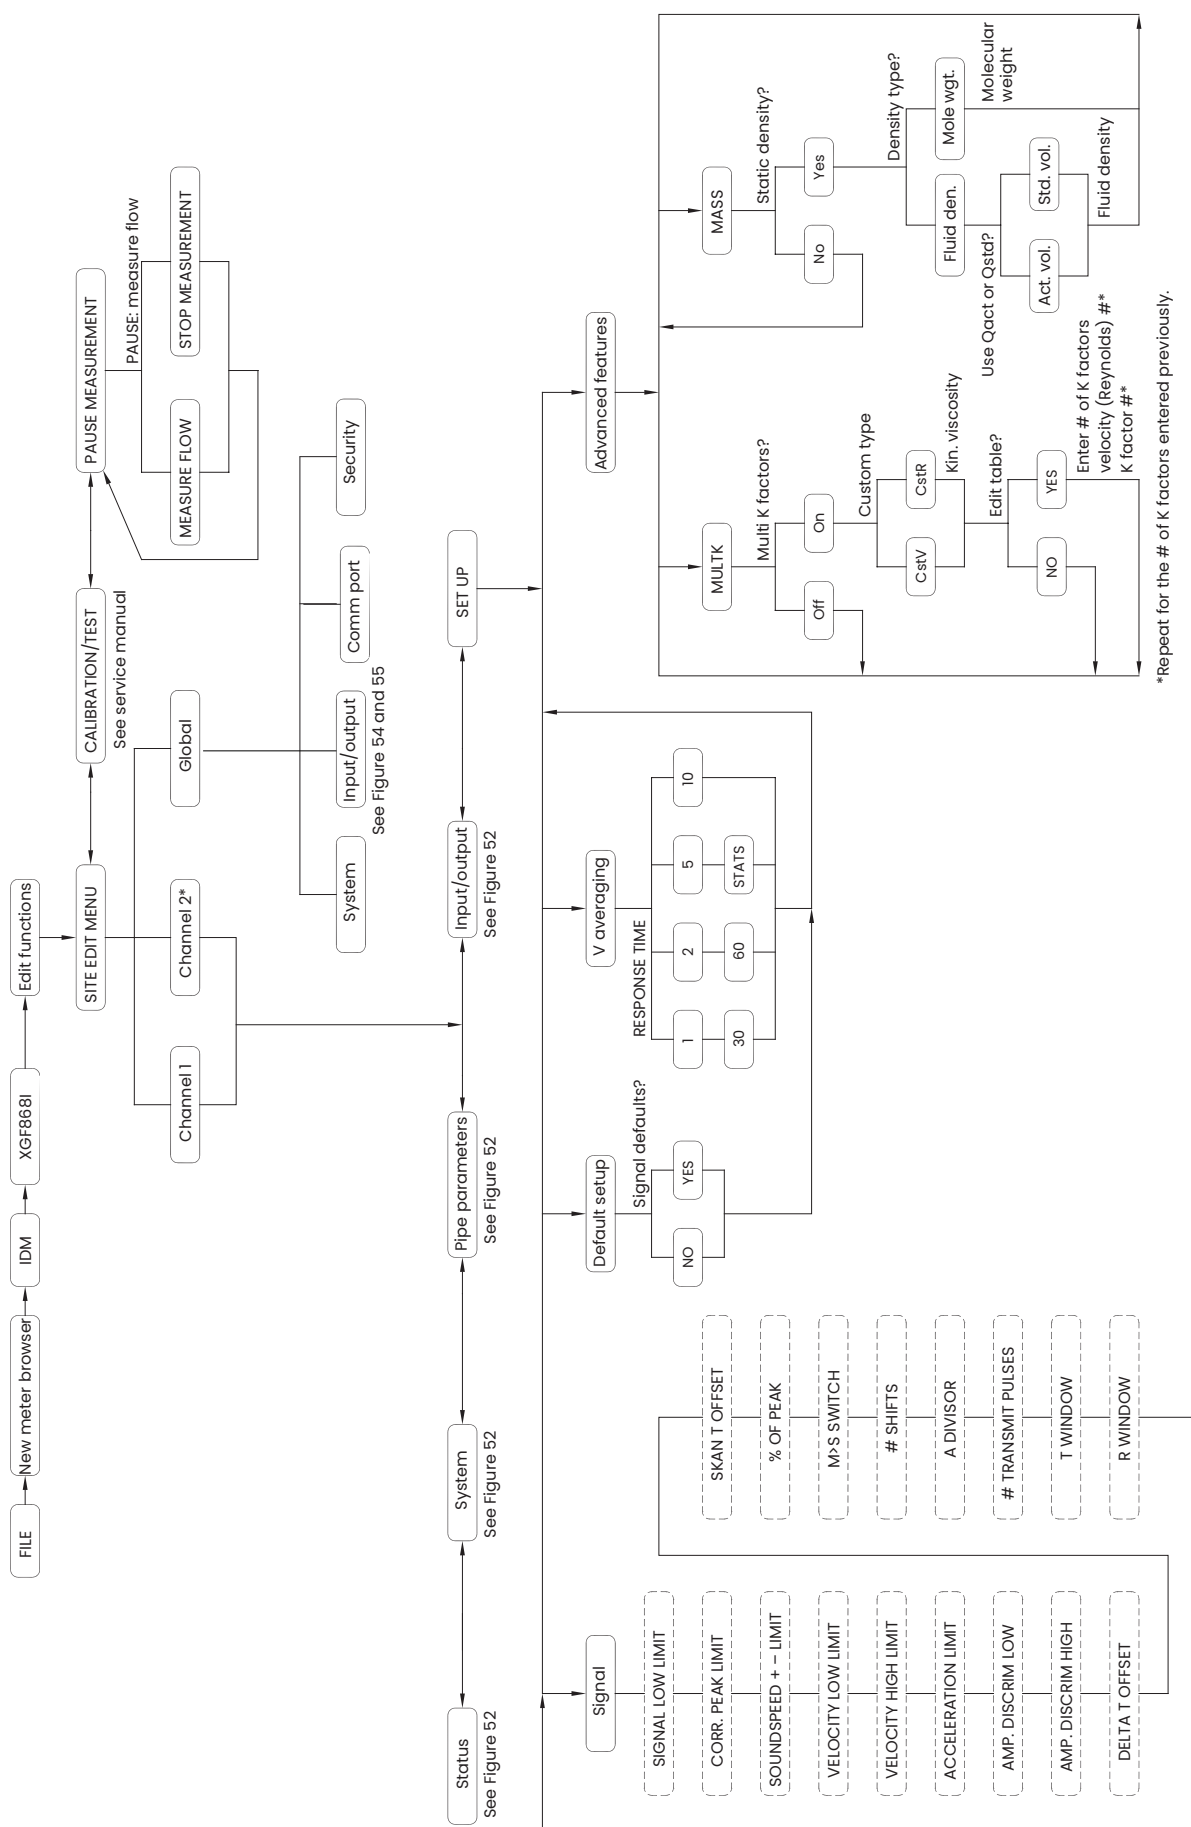 FILE
New meter browser
IDM
XGF868I
Edit functions
SITE EDIT MENU
CALIBRATION/TEST
See service manual
PAUSE MEASUREMENT
PAUSE: measure flow
MEASURE FLOW
STOP MEASUREMENT
Channel 1
Channel 2*
Global
System
Input/output
See Figure 54 and 55
Comm port
Security
Status
See Figure 52
System
See Figure 52
Pipe parameters
See Figure 52
Input/output
See Figure 52
SET UP
Signal
SIGNAL LOW LIMIT
CORR. PEAK LIMIT
SOUNDSPEED + – LIMIT
VELOCITY LOW LIMIT
VELOCITY HIGH LIMIT
ACCELERATION LIMIT
AMP. DISCRIM LOW
AMP. DISCRIM HIGH
DELTA T OFFSET
SKAN T OFFSET
% OF PEAK
M>S SWITCH
# SHIFTS
A DIVISOR
# TRANSMIT PULSES
T WINDOW
R WINDOW
Default setup
Signal defaults?
NO
YES
V averaging
RESPONSE TIME
1
2
5
10
30
60
STATS
Advanced features
MULTK
Multi K factors?
Off
On
Custom type
CstV
CstR
Kin. viscosity
Edit table?
NO
YES
Enter # of K factors
velocity (Reynolds) #*
K factor #*
MASS
Static density?
No
Yes
Density type?
Fluid den.
Mole wgt.
Molecular
weight
Use Qact or Qstd?
Act. vol.
Std. vol.
Fluid density
*Repeat for the # of K factors entered previously.